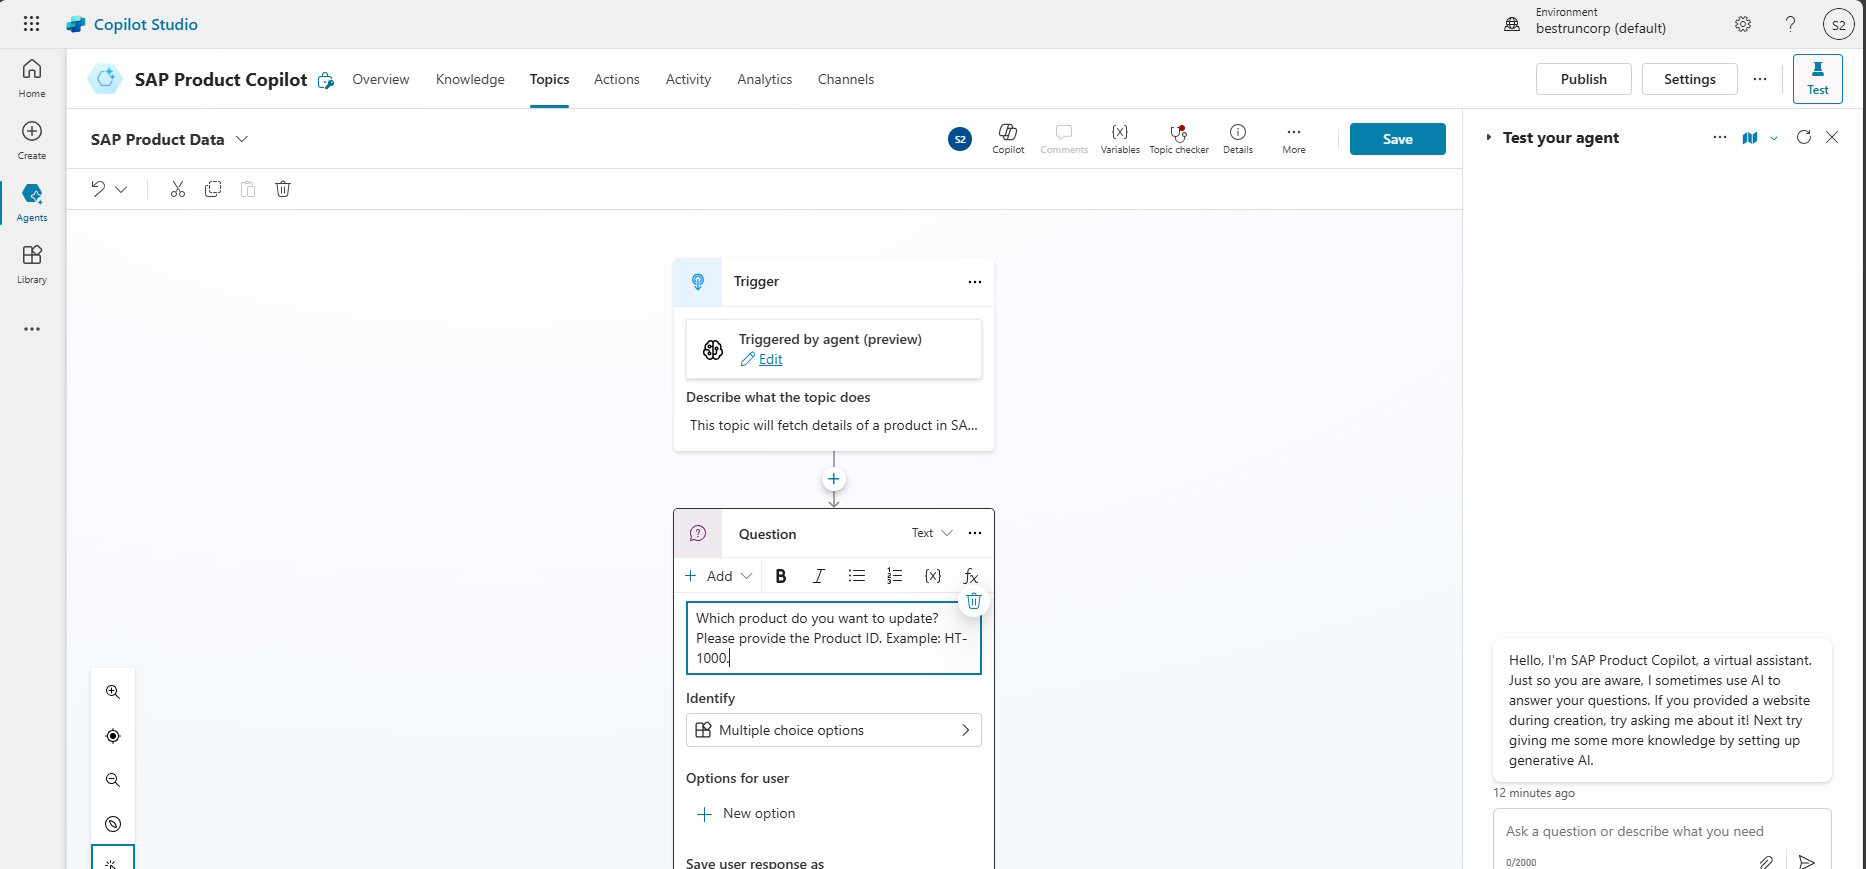 Copilot Studio
Environment
bestruncorp (default)
S2
Home
Create
Agents
Library
SAP Product Copilot
Overview
Knowledge
Topics
Actions
Activity
Analytics
Channels
Publish
Settings
Test
SAP Product Data
S2
Copilot
Comments
Variables
Topic checker
Details
More
Save
Trigger
Triggered by agent (preview)
Edit
Describe what the topic does
This topic will fetch details of a product in SA...
Question
Text
Add
Which product do you want to update?
Please provide the Product ID. Example: HT-
1000.
Identify
Multiple choice options
Options for user
New option
Save user response as
Test your agent
Hello, I'm SAP Product Copilot, a virtual assistant.
Just so you are aware, I sometimes use AI to
answer your questions. If you provided a website
during creation, try asking me about it! Next try
giving me some more knowledge by setting up
generative AI.
12 minutes ago
Ask a question or describe what you need
0/2000